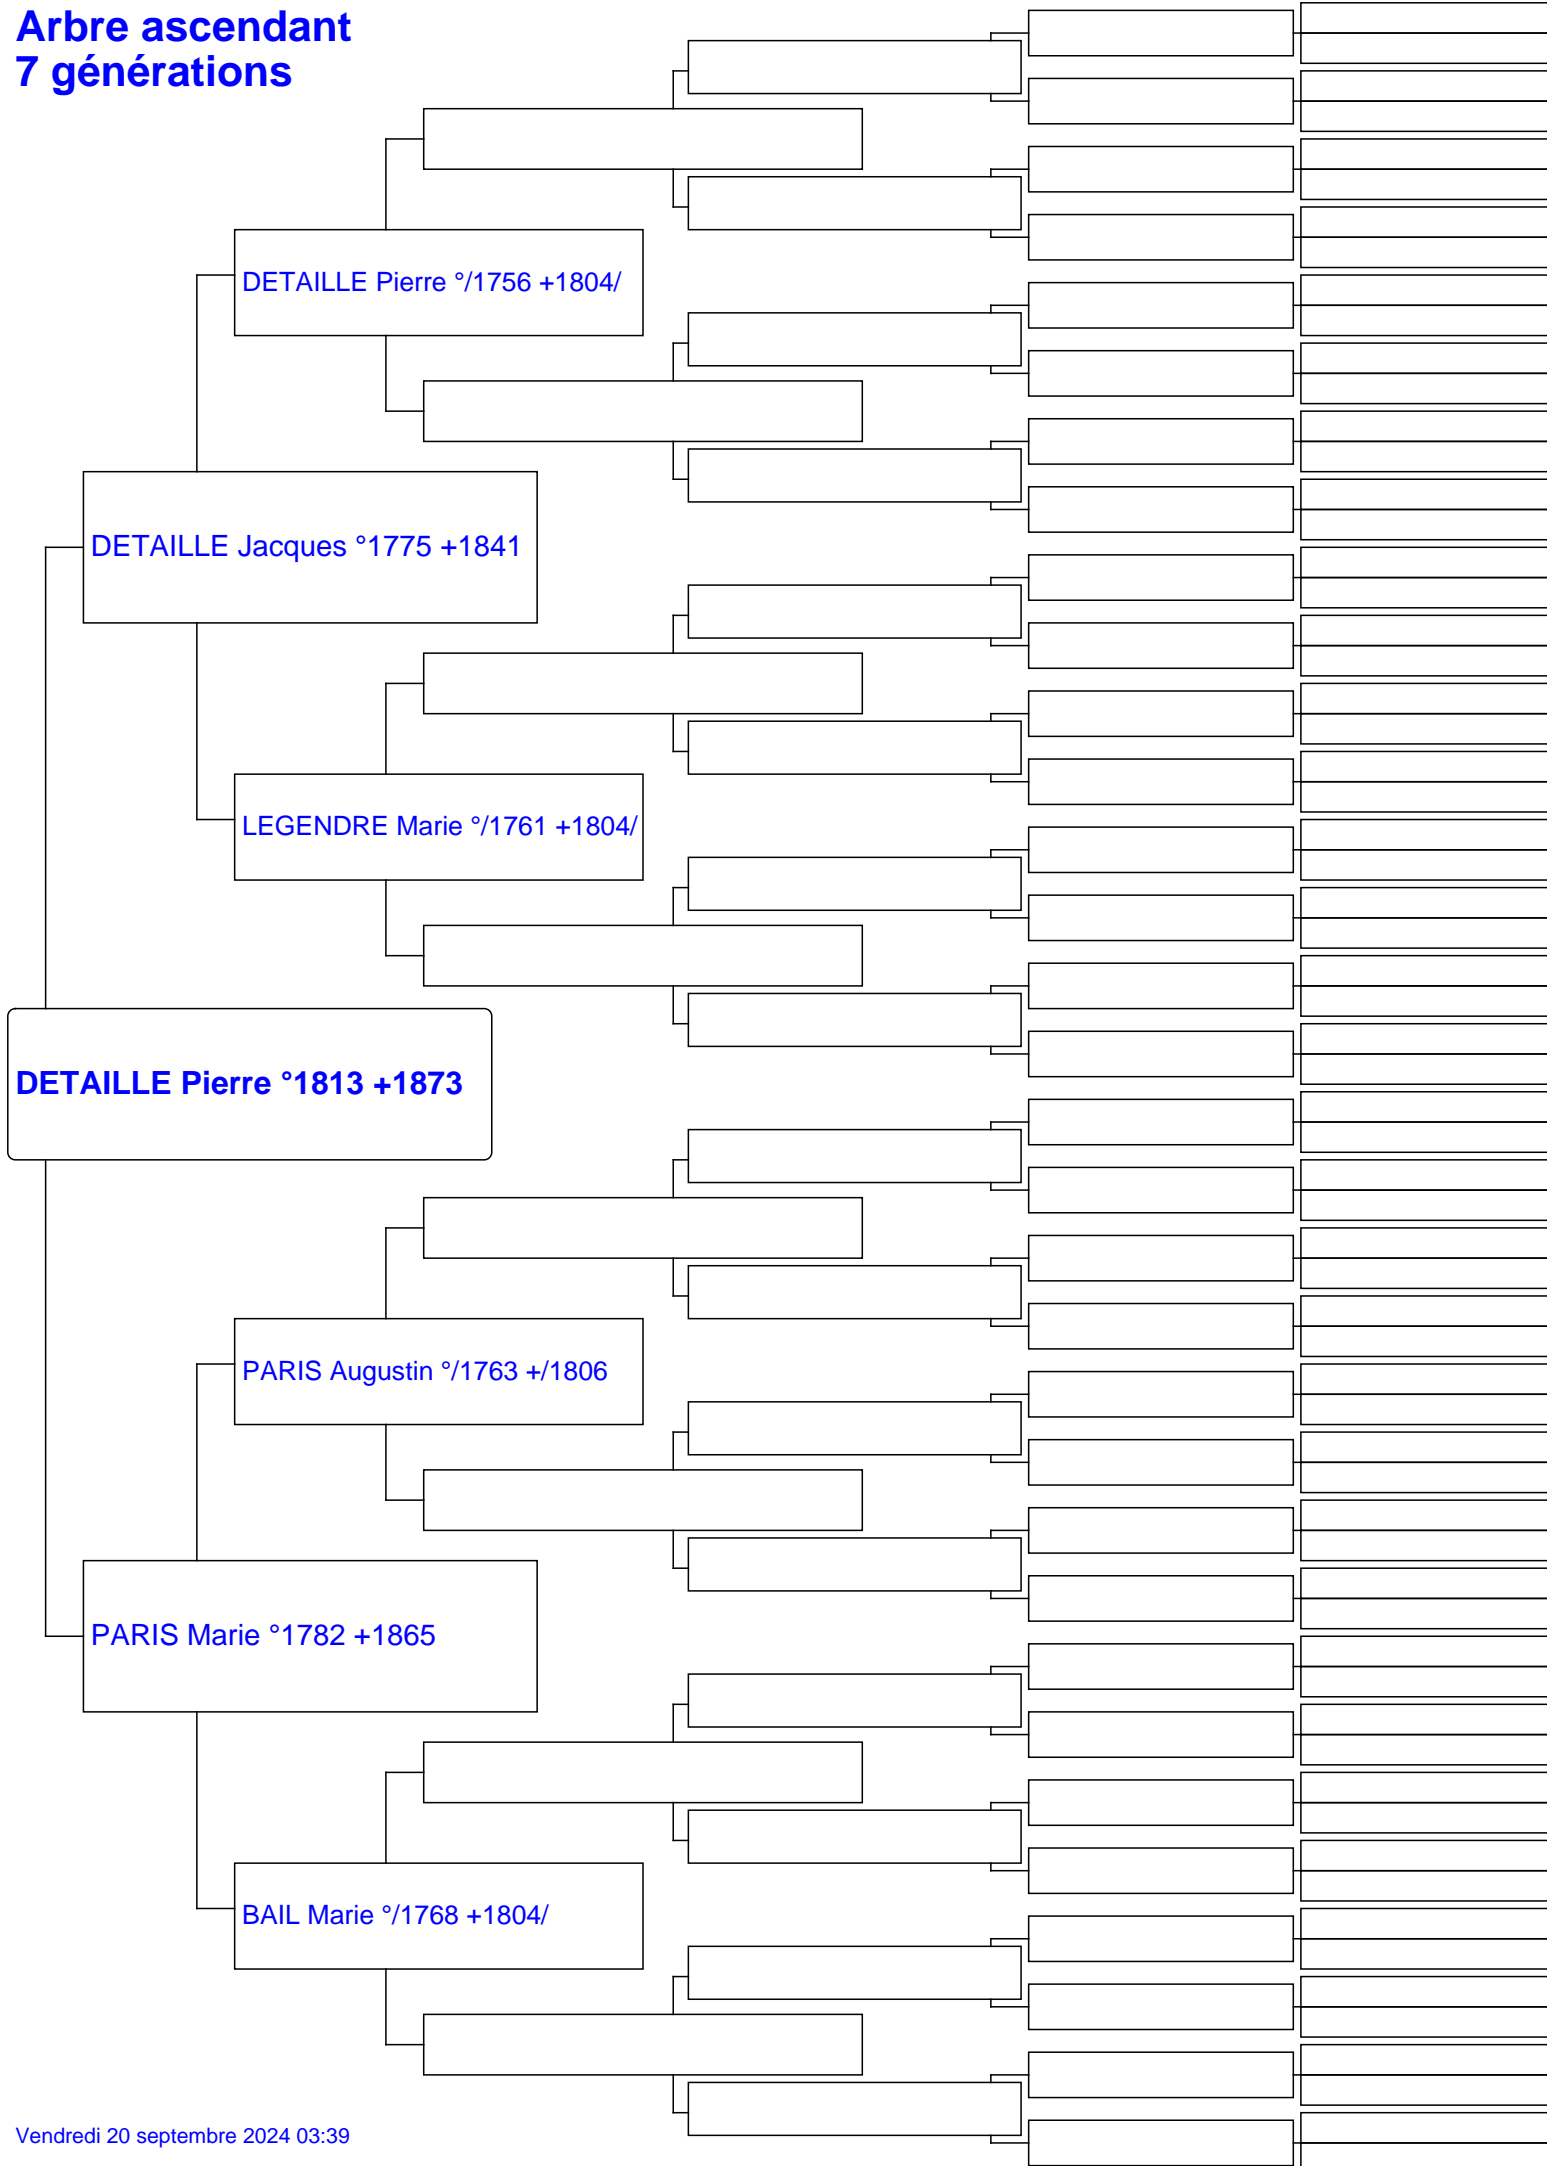 Arbre ascendant
7 générations
DETAILLE Pierre °/1756 +1804/
DETAILLE Jacques °1775 +1841
LEGENDRE Marie °/1761 +1804/
DETAILLE Pierre °1813 +1873
PARIS Augustin °/1763 +/1806
PARIS Marie °1782 +1865
BAIL Marie °/1768 +1804/
Vendredi 20 septembre 2024 03:39